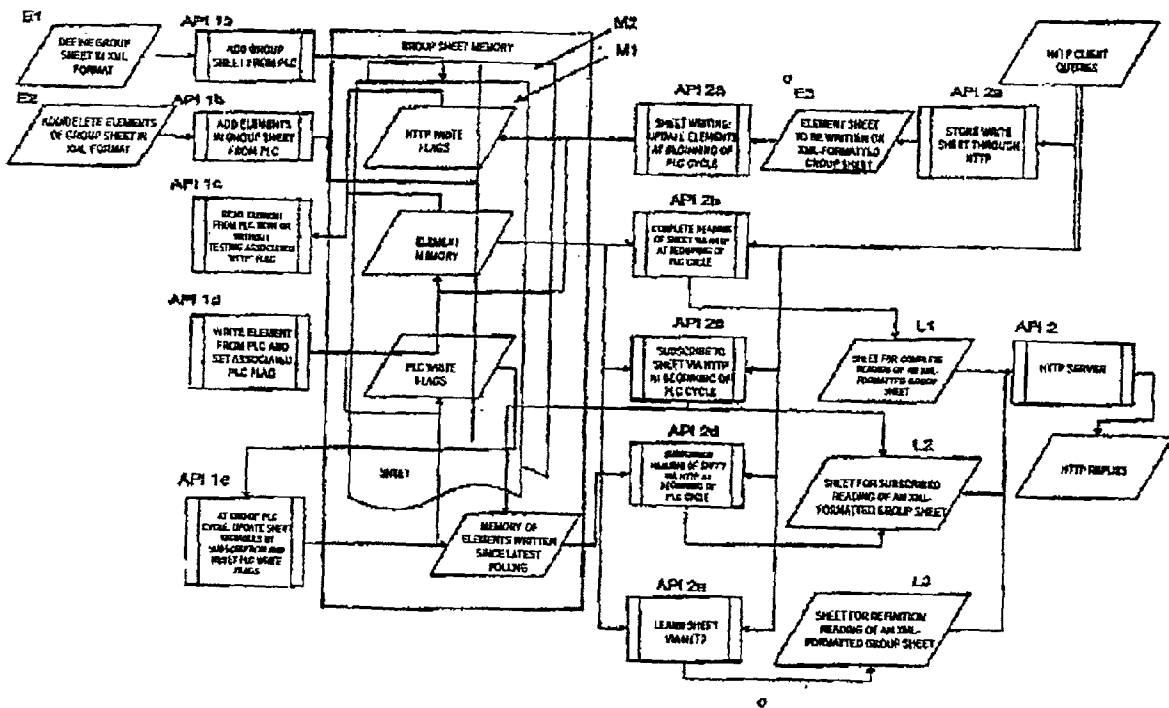 E1
DEFINE GROUP
SHEET IN XML
FORMAT
API 1b
ADD GROUP
SHEET FROM PLC
GROUP SHEET MEMORY
M2
M1
HTTP CLIENT
QUERIES
E2
ADD/DELETE ELEMENTS
OF GROUP SHEET IN
XML FORMAT
API 1b
ADD ELEMENTS
IN GROUP SHEET
FROM PLC
HTTP WRITE
FLAGS
API 2a
SHEET WRITING:
UPDATE ELEMENTS
AT BEGINNING OF
PLC CYCLE
E3
ELEMENT SHEET
TO BE WRITTEN ON
XML-FORMATTED
GROUP SHEET
API 2a
STORE WRITE
SHEET THROUGH
HTTP
API 1c
READ ELEMENT
FROM PLC
WITHOUT
TESTING ASSOCIATED
"HTTP" FLAG
ELEMENT
MEMORY
API 2b
COMPLETE READING
OF SHEET VIA HTTP
AT BEGINNING OF
PLC CYCLE
API 1d
WRITE ELEMENT
FROM PLC AND
SET ASSOCIATED
PLC FLAG
PLC WRITE
FLAGS
SUBSCRIBE TO
SHEET VIA HTTP
AT BEGINNING OF
PLC CYCLE
L1
SHEET FOR COMPLETE
READING OF AN XML-
FORMATTED GROUP
SHEET
API 2
HTTP SERVER
HTTP REPLIES
API 2d
SUBSCRIBED
READING OF SHEET
VIA HTTP AT
BEGINNING OF
PLC CYCLE
L2
SHEET FOR SUBSCRIBED
READING OF AN XML-
FORMATTED GROUP SHEET
SHEET
API 1e
AT GROUP PLC
CYCLE, UPDATE SHEET
VARIABLES IN
SUBSCRIPTION AND
RESET PLC WRITE
FLAGS
MEMORY OF
ELEMENTS WRITTEN
SINCE LATEST
POLLING
API 2e
LEARN SHEET
VIA HTTP
L3
SHEET FOR DEFINITION
READING OF AN XML-
FORMATTED GROUP SHEET